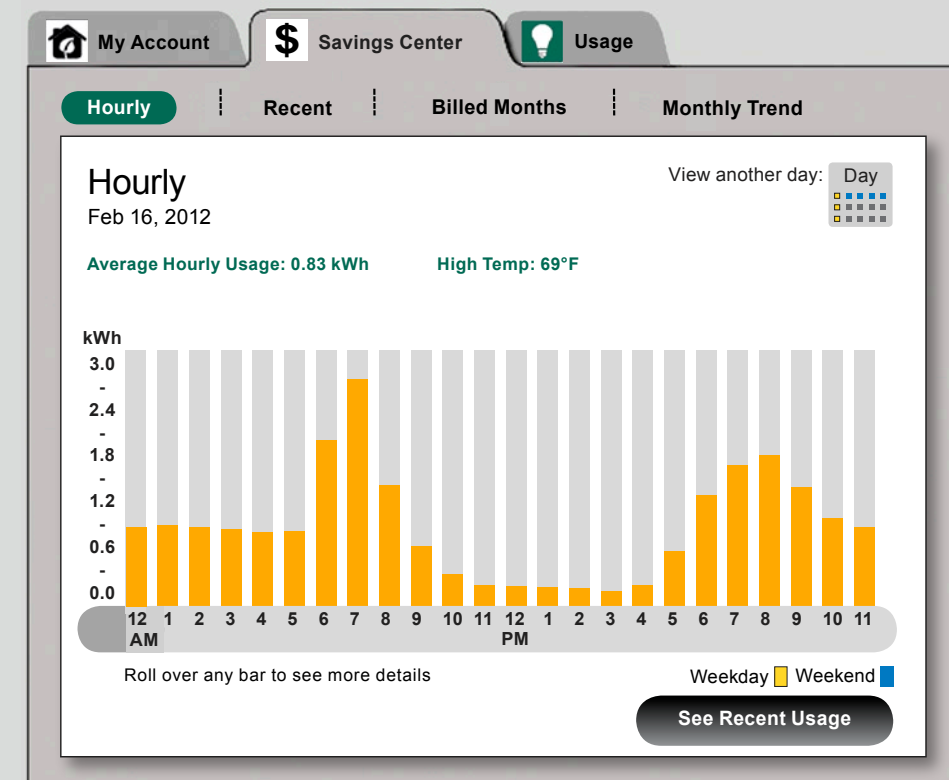 My Account
$ Savings Center
Usage
Hourly
Recent
Billed Months
Monthly Trend
Hourly
Feb 16, 2012
View another day:
Day
Average Hourly Usage: 0.83 kWh
High Temp: 69°F
kWh
3.0
-
2.4
-
1.8
-
1.2
-
0.6
-
0.0
12 1 2 3 4 5 6 7 8 9 10 11 12 1 2 3 4 5 6 7 8 9 10 11
AM PM
Roll over any bar to see more details
Weekday Weekend
See Recent Usage